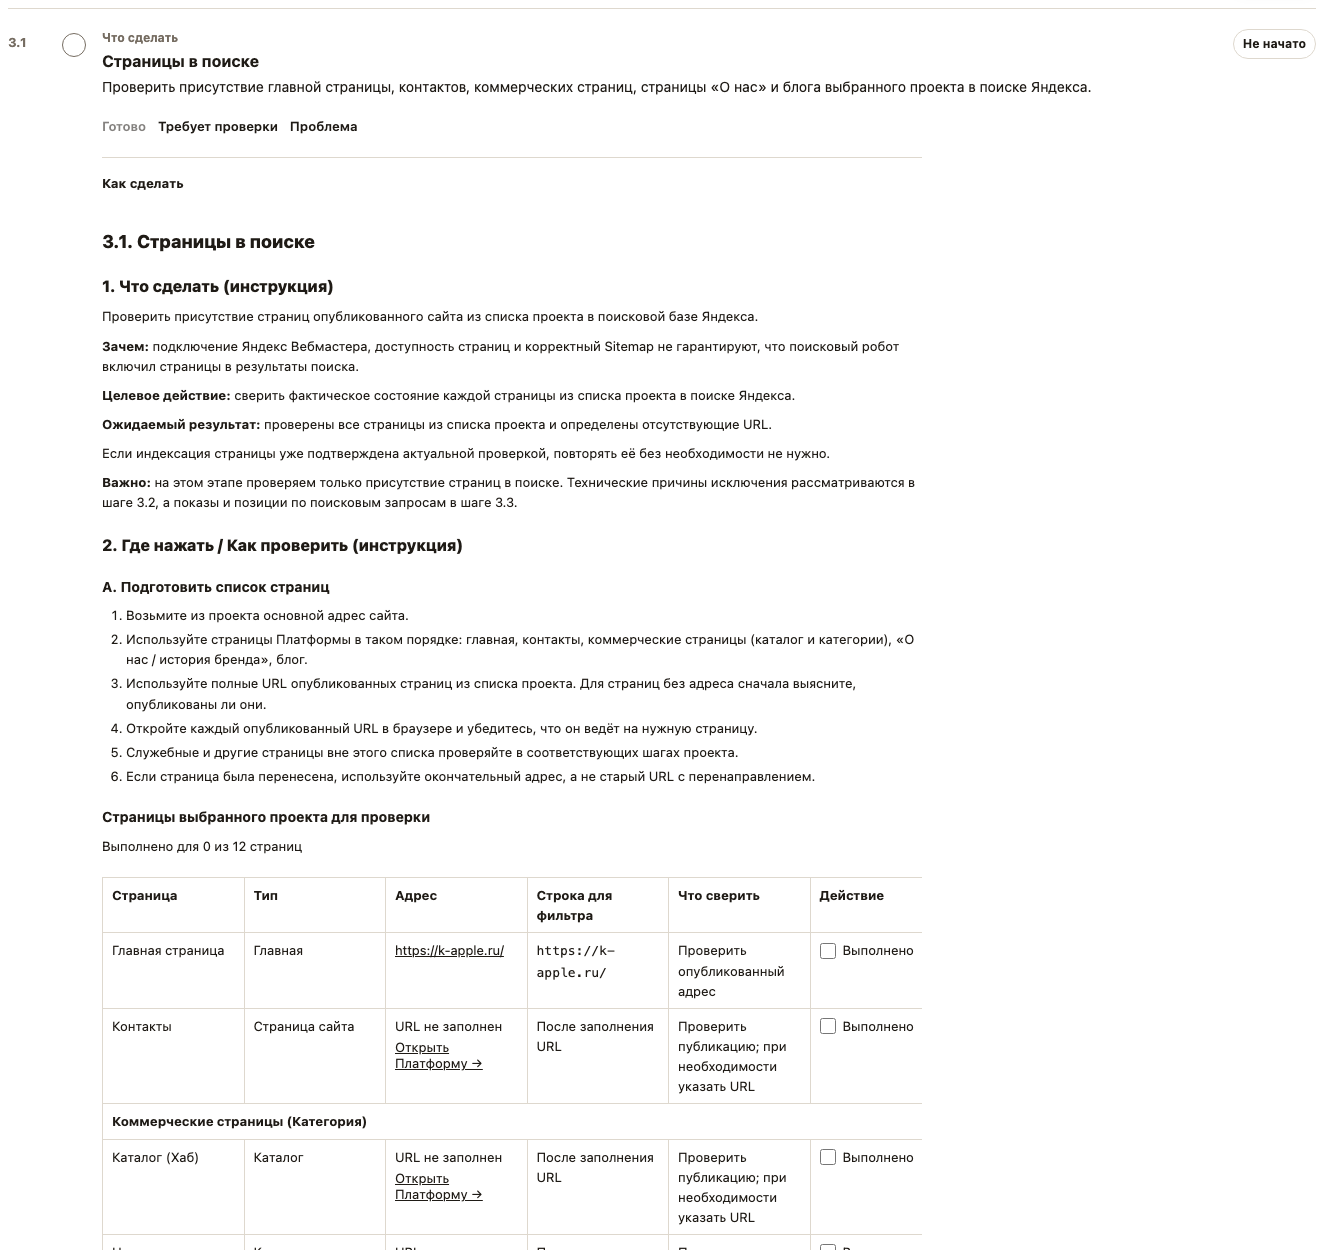 3.1
Что сделать
Не начато
Страницы в поиске
Проверить присутствие главной страницы, контактов, коммерческих страниц, страницы «О нас» и блога выбранного проекта в поиске Яндекса.
Готово Требует проверки Проблема
Как сделать
3.1. Страницы в поиске
1. Что сделать (инструкция)
Проверить присутствие страниц опубликованного сайта из списка проекта в поисковой базе Яндекса.
Зачем: подключение Яндекс Вебмастера, доступность страниц и корректный Sitemap не гарантируют, что поисковый робот
включил страницы в результаты поиска.
Целевое действие: сверить фактическое состояние каждой страницы из списка проекта в поиске Яндекса.
Ожидаемый результат: проверены все страницы из списка проекта и определены отсутствующие URL.
Если индексация страницы уже подтверждена актуальной проверкой, повторять её без необходимости не нужно.
Важно: на этом этапе проверяем только присутствие страниц в поиске. Технические причины исключения рассматриваются в
шаге 3.2, а показы и позиции по поисковым запросам в шаге 3.3.
2. Где нажать / Как проверить (инструкция)
А. Подготовить список страниц
1. Возьмите из проекта основной адрес сайта.
2. Используйте страницы Платформы в таком порядке: главная, контакты, коммерческие страницы (каталог и категории), «О
нас / история бренда», блог.
3. Используйте полные URL опубликованных страниц из списка проекта. Для страниц без адреса сначала выясните,
опубликованы ли они.
4. Откройте каждый опубликованный URL в браузере и убедитесь, что он ведёт на нужную страницу.
5. Служебные и другие страницы вне этого списка проверяйте в соответствующих шагах проекта.
6. Если страница была перенесена, используйте окончательный адрес, а не старый URL с перенаправлением.
Страницы выбранного проекта для проверки
Выполнено для 0 из 12 страниц
Страница
Тип
Адрес
Строка для
фильтра
Что сверить
Действие
Главная страница
Главная
https://k-apple.ru/
https://k-
apple.ru/
Проверить
опубликованный
адрес
Выполнено
Контакты
Страница сайта
URL не заполнен
Открыть
Платформу →
После заполнения
URL
Проверить
публикацию; при
необходимости
указать URL
Выполнено
Коммерческие страницы (Категория)
Каталог (Хаб)
Каталог
URL не заполнен
Открыть
Платформу →
После заполнения
URL
Проверить
публикацию; при
необходимости
указать URL
Выполнено